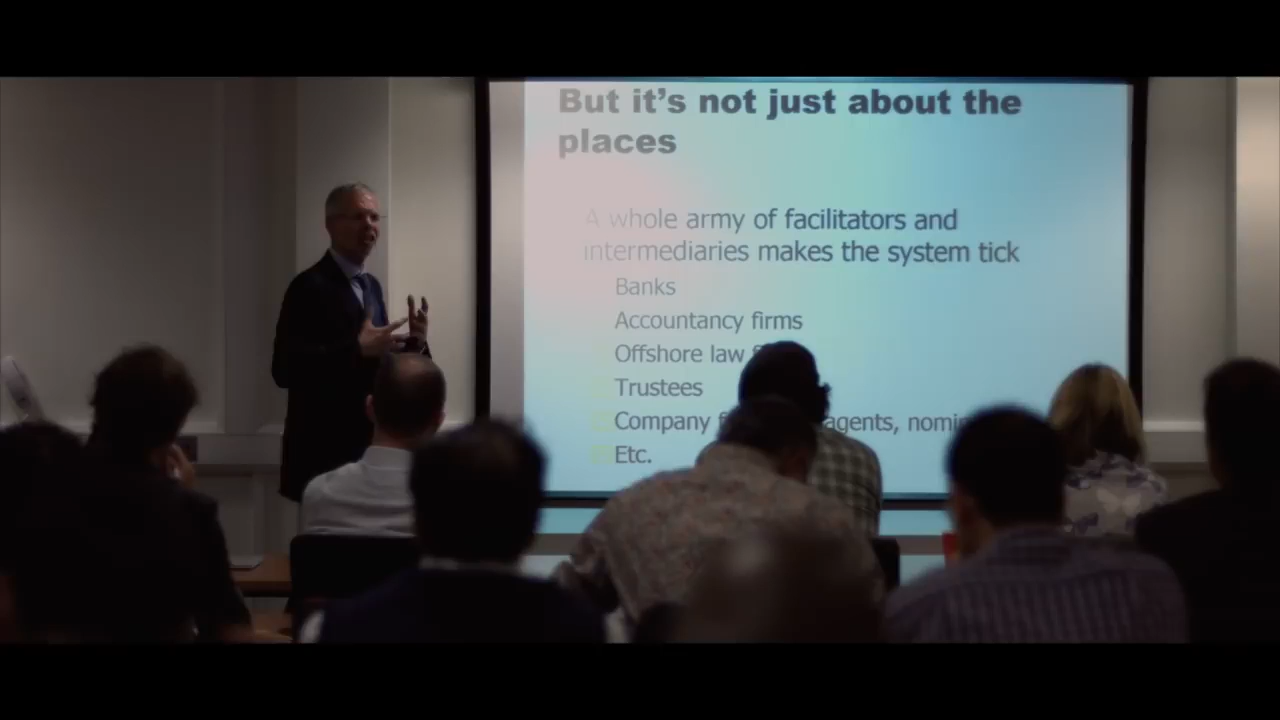 But it's not just about the
places
A whole army of facilitators and
intermediaries makes the system tick
Banks
Accountancy firms
Offshore law
Trustees
Company agents,
Etc.